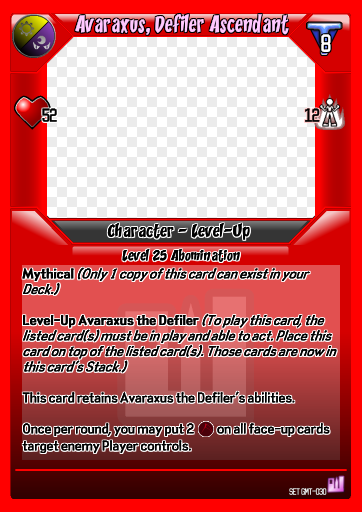 Avaraxus, Defiler Ascendant
8
52
12
Character - Level-Up
Level 25 Abomination
Mythical (Only 1 copy of this card can exist in your
Deck.)
Level-Up Avaraxus the Defiler (To play this card, the
listed card(s) must be in play and able to act. Place this
card on top of the listed card(s). Those cards are now in
this card's Stack.)
This card retains Avaraxus the Defiler's abilities.
Once per round, you may put 2 on all face-up cards
target enemy Player controls.
SET GMT-030